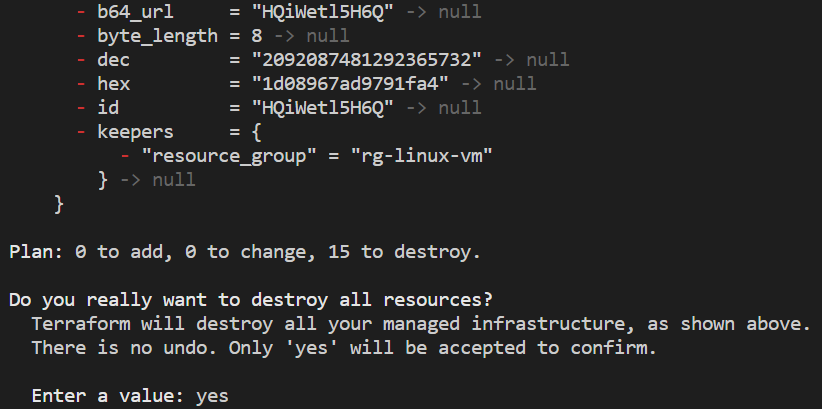 - b64_url     = "HQiWetl5H6Q" -> null
- byte_length = 8 -> null
- dec         = "2092087481292365732" -> null
- hex         = "1d08967ad9791fa4" -> null
- id          = "HQiWetl5H6Q" -> null
- keepers     = {
- "resource_group" = "rg-linux-vm"
} -> null
}
Plan: 0 to add, 0 to change, 15 to destroy.
Do you really want to destroy all resources?
Terraform will destroy all your managed infrastructure, as shown above.
There is no undo. Only 'yes' will be accepted to confirm.
Enter a value: yes